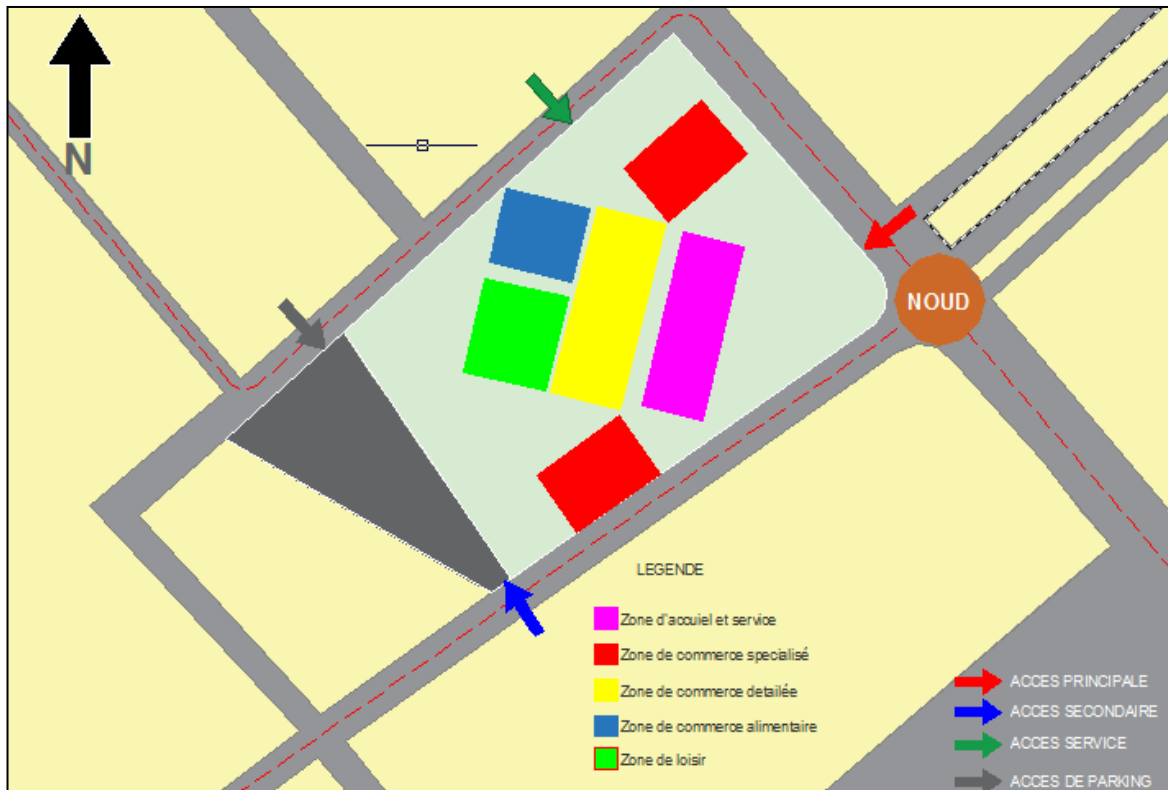 N
NOUD
LEGENDE
Zone d'accuiel et service
Zone de commerce specialisé
Zone de commerce detailée
Zone de commerce alimentaire
Zone de loisir
ACCES PRINCIPALE
ACCES SECONDAIRE
ACCES SERVICE
ACCES DE PARKING